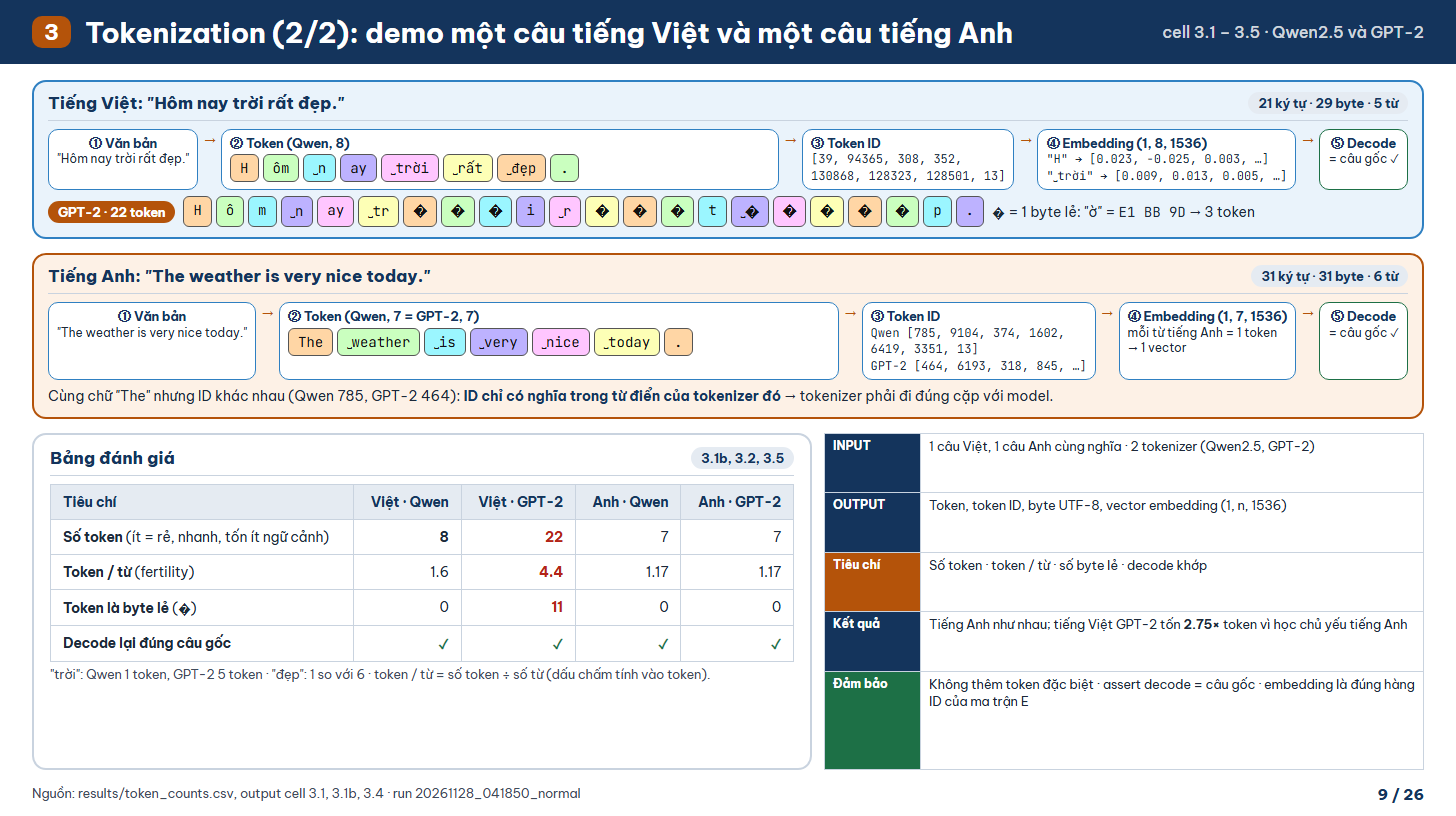 3 Tokenization (2/2): demo một câu tiếng Việt và một câu tiếng Anh
cell 3.1 – 3.5 · Qwen2.5 và GPT-2
Tiếng Việt: "Hôm nay trời rất đẹp."
21 ký tự · 29 byte · 5 từ
① Văn bản
"Hôm nay trời rất đẹp."
→
② Token (Qwen, 8)
H ôm ‿n ay ‿trời ‿rất ‿đẹp .
→
③ Token ID
[39, 94365, 308, 352,
130868, 128323, 128501, 13]
→
④ Embedding (1, 8, 1536)
"H" → [0.023, -0.025, 0.003, …]
"‿trời" → [0.009, 0.013, 0.005, …]
→
⑤ Decode
= câu gốc ✓
GPT-2 · 22 token
H ô m ‿n ay ‿tr � � � i ‿r � � � t ‿� � � � � p .
� = 1 byte lẻ: "ờ" = E1 BB 9D → 3 token
Tiếng Anh: "The weather is very nice today."
31 ký tự · 31 byte · 6 từ
① Văn bản
"The weather is very nice today."
→
② Token (Qwen, 7 = GPT-2, 7)
The ‿weather ‿is ‿very ‿nice ‿today .
→
③ Token ID
Qwen [785, 9104, 374, 1602,
6419, 3351, 13]
GPT-2 [464, 6193, 318, 845, …]
→
④ Embedding (1, 7, 1536)
mỗi từ tiếng Anh = 1 token
→ 1 vector
→
⑤ Decode
= câu gốc ✓
Cùng chữ "The" nhưng ID khác nhau (Qwen 785, GPT-2 464): ID chỉ có nghĩa trong từ điển của tokenizer đó → tokenizer phải đi đúng cặp với model.
Bảng đánh giá
3.1b, 3.2, 3.5
Tiêu chí Việt · Qwen Việt · GPT-2 Anh · Qwen Anh · GPT-2
Số token (ít = rẻ, nhanh, tốn ít ngữ cảnh) 8 22 7 7
Token / từ (fertility) 1.6 4.4 1.17 1.17
Token là byte lẻ (�) 0 11 0 0
Decode lại đúng câu gốc ✓ ✓ ✓ ✓
"trời": Qwen 1 token, GPT-2 5 token · "đẹp": 1 so với 6 · token / từ = số token ÷ số từ (dấu chấm tính vào token).
INPUT 1 câu Việt, 1 câu Anh cùng nghĩa · 2 tokenizer (Qwen2.5, GPT-2)
OUTPUT Token, token ID, byte UTF-8, vector embedding (1, n, 1536)
Tiêu chí Số token · token / từ · số byte lẻ · decode khớp
Kết quả Tiếng Anh như nhau; tiếng Việt GPT-2 tốn 2.75× token vì học chủ yếu tiếng Anh
Đảm bảo Không thêm token đặc biệt · assert decode = câu gốc · embedding là đúng hàng
ID của ma trận E
Nguồn: results/token_counts.csv, output cell 3.1, 3.1b, 3.4 · run 20261128_041850_normal
9 / 26